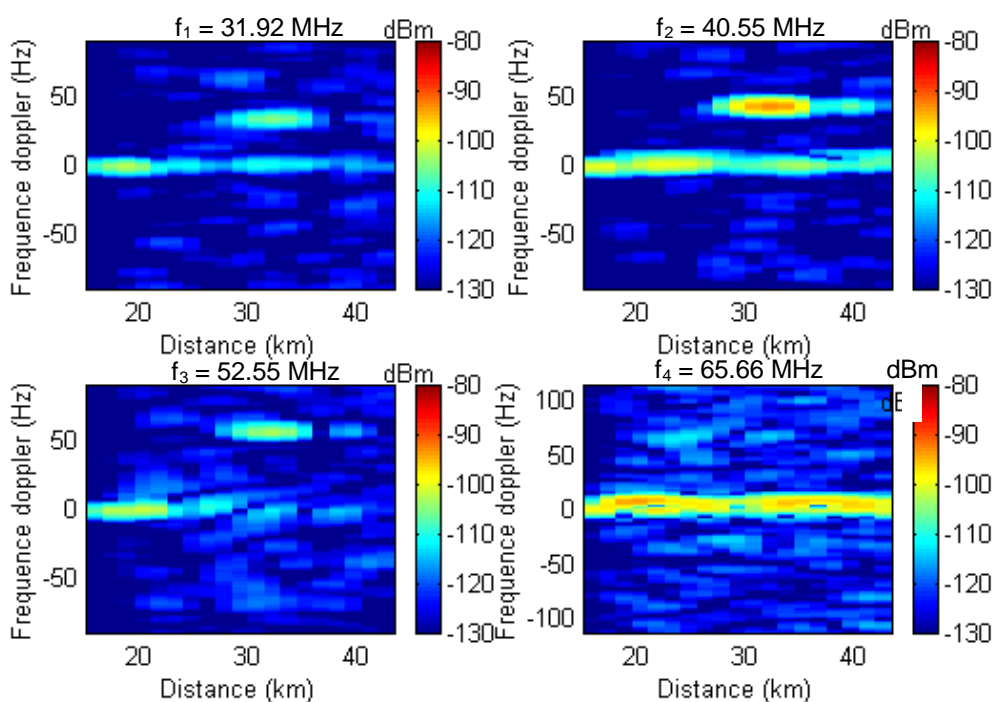 f₁ = 31.92 MHz dBm
f₂ = 40.55 MHz dBm
Frequence doppler (Hz)
50
0
-50
20 30 40
Distance (km)
-80
-90
-100
-110
-120
-130
Frequence doppler (Hz)
50
0
-50
20 30 40
Distance (km)
-80
-90
-100
-110
-120
-130
f₃ = 52.55 MHz dBm
f₄ = 65.66 MHz dBm
Frequence doppler (Hz)
50
0
-50
20 30 40
Distance (km)
-80
-90
-100
-110
-120
-130
Frequence doppler (Hz)
100
50
0
-50
-100
20 30 40
Distance (km)
-80
-90
-100
-110
-120
-130